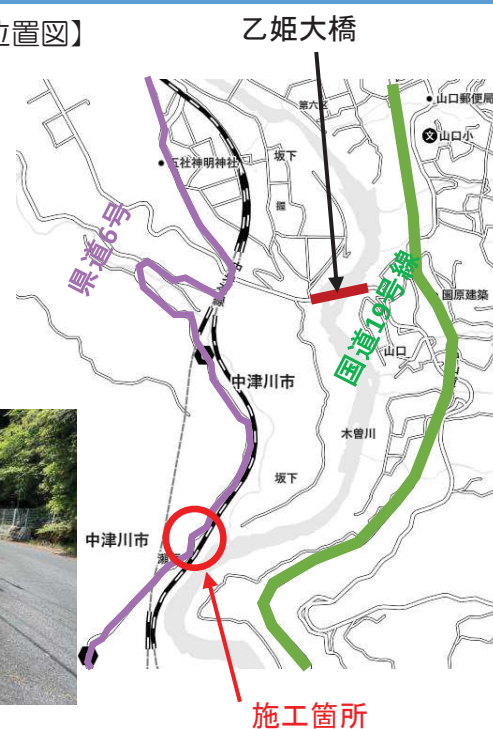 位置図】
乙姫大橋
山口郵便局
第六区
文
山口小
坂下
五社神明神社
県道6号
園原建築
国道19号線
山口
中津川市
木曽川
坂下
中津川市
施工箇所